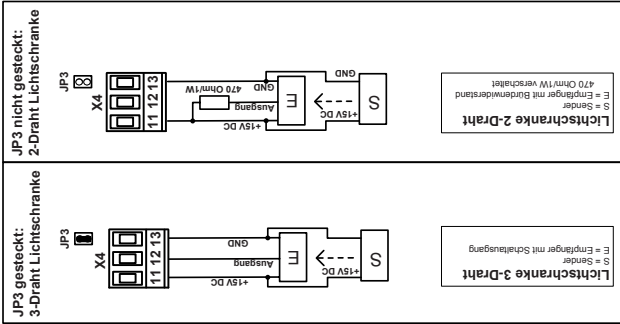 JP3 nicht gesteckt:
2-Draht Lichtschranke
JP3
X4
11 12 13
+15V DC
Ausgang
470 Ohm/1W
GND
E
+15V DC
GND
S
Lichtschranke 2-Draht
S = Sender
E = Empfänger mit Bürdenwiderstand
470 Ohm/1W verschaltet
JP3 gesteckt:
3-Draht Lichtschranke
JP3
X4
11 12 13
+15V DC
Ausgang
GND
E
+15V DC
S
Lichtschranke 3-Draht
S = Sender
E = Empfänger mit Schaltausgang